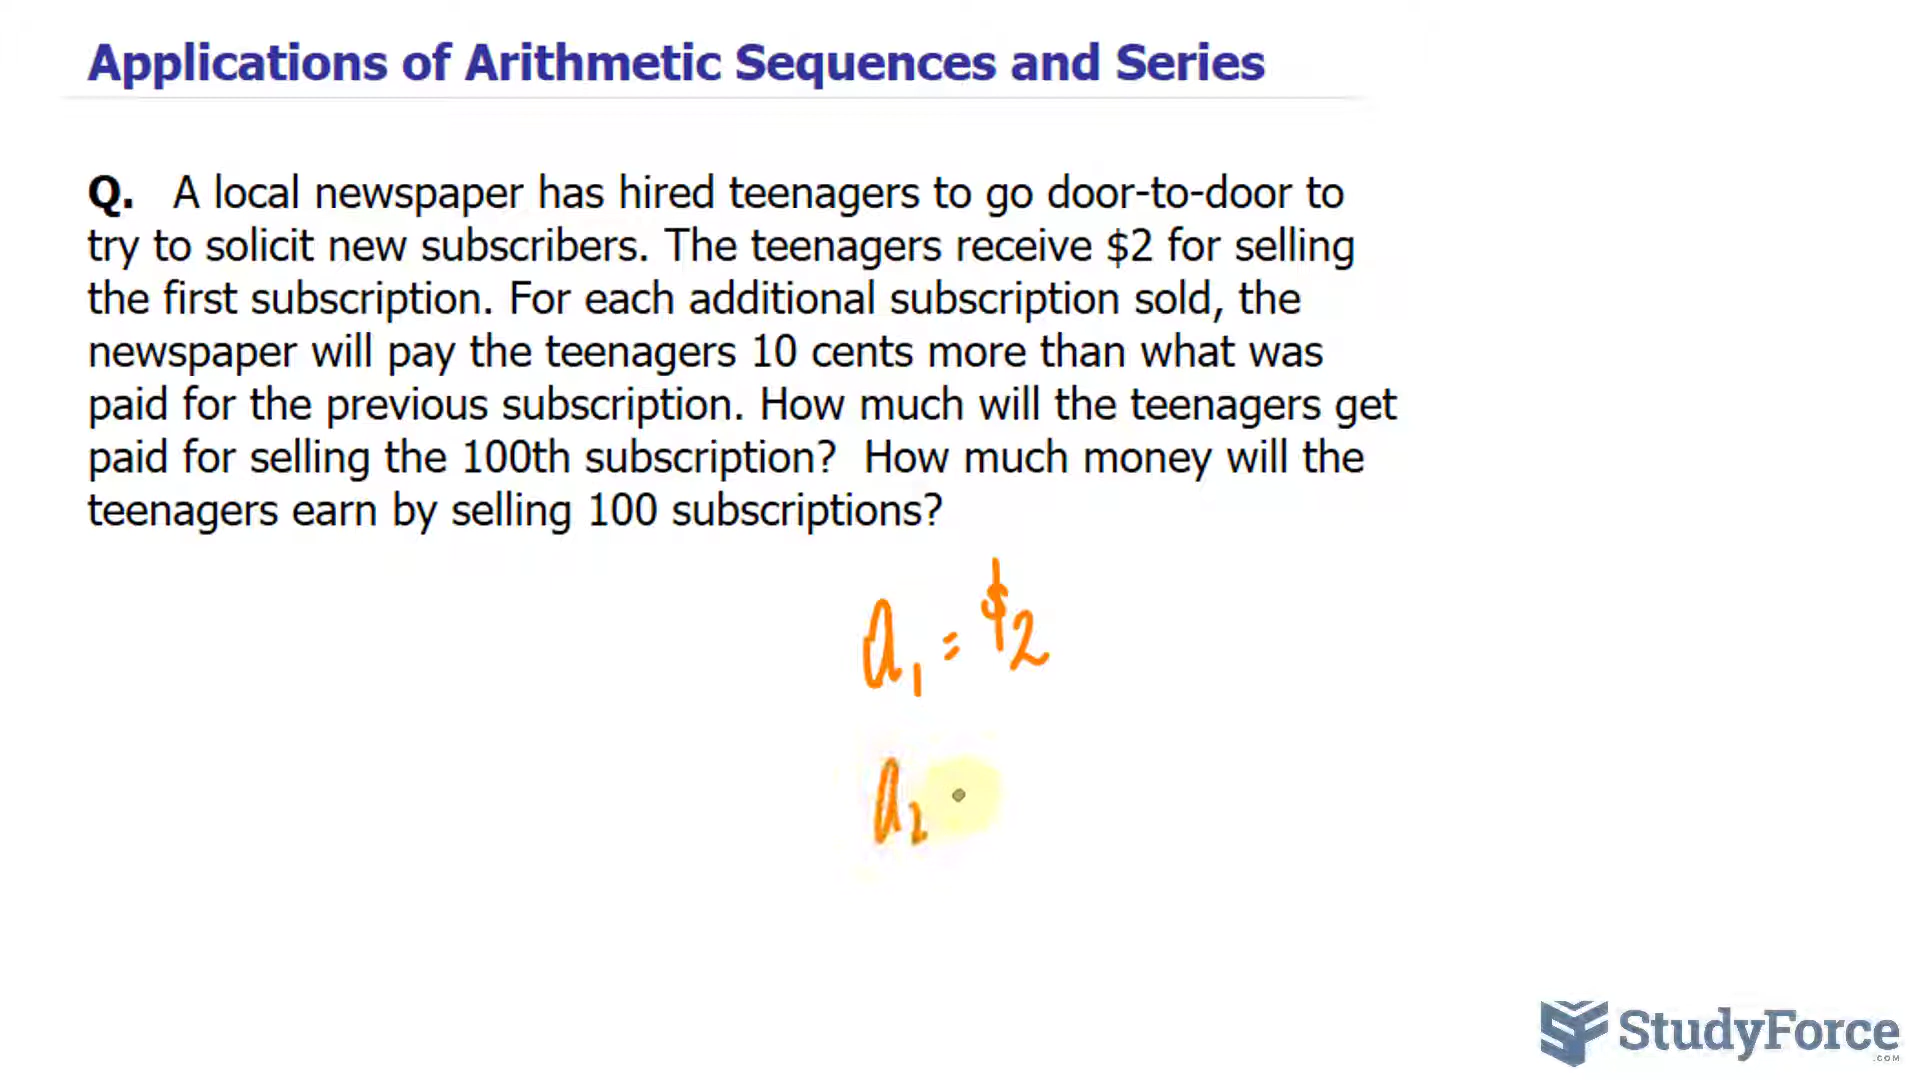 Applications of Arithmetic Sequences and Series
Q. A local newspaper has hired teenagers to go door-to-door to
try to solicit new subscribers. The teenagers receive $2 for selling
the first subscription. For each additional subscription sold, the
newspaper will pay the teenagers 10 cents more than what was
paid for the previous subscription. How much will the teenagers get
paid for selling the 100th subscription? How much money will the
teenagers earn by selling 100 subscriptions?
a₁ = $2
a₂
StudyForce
.COM